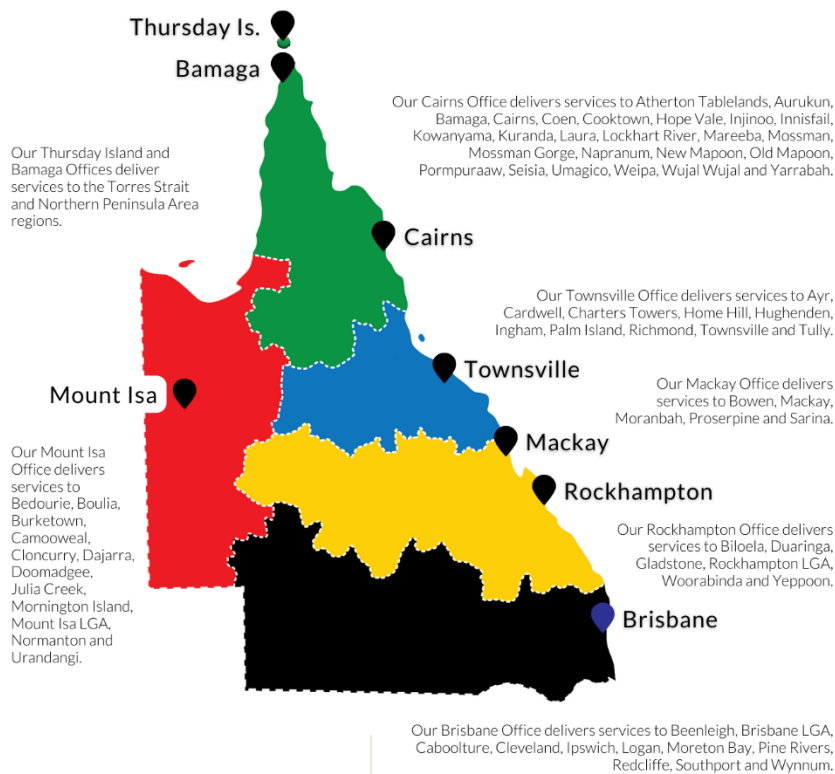 Thursday Is.
Bamaga
Our Cairns Office delivers services to Atherton Tablelands, Aurukun,
Bamaga, Cairns, Coen, Cooktown, Hope Vale, Injinoo, Innisfail,
Kowanyama, Kuranda, Laura, Lockhart River, Mareeba, Mossman,
Mossman Gorge, Napranum, New Mapoon, Old Mapoon,
Pormpuraaw, Seisia, Umagico, Weipa, Wujal Wujal and Yarrabah.
Our Thursday Island and
Bamaga Offices deliver
services to the Torres Strait
and Northern Peninsula Area
regions.
Cairns
Our Townsville Office delivers services to Ayr,
Cardwell, Charters Towers, Home Hill, Hughenden,
Ingham, Palm Island, Richmond, Townsville and Tully.
Townsville
Mount Isa
Our Mackay Office delivers
services to Bowen, Mackay,
Moranbah, Proserpine and Sarina.
Mackay
Our Mount Isa
Office delivers
services to
Bedourie, Boulia,
Burketown,
Camooweal,
Cloncurry, Dajarra,
Doomadgee,
Julia Creek,
Mornington Island,
Mount Isa LGA,
Normanton and
Urandangi.
Rockhampton
Our Rockhampton Office delivers
services to Biloela, Duaringa,
Gladstone, Rockhampton LGA,
Woorabinda and Yeppoon.
Brisbane
Our Brisbane Office delivers services to Beenleigh, Brisbane LGA,
Caboolture, Cleveland, Ipswich, Logan, Moreton Bay, Pine Rivers,
Redcliffe, Southport and Wynnum.